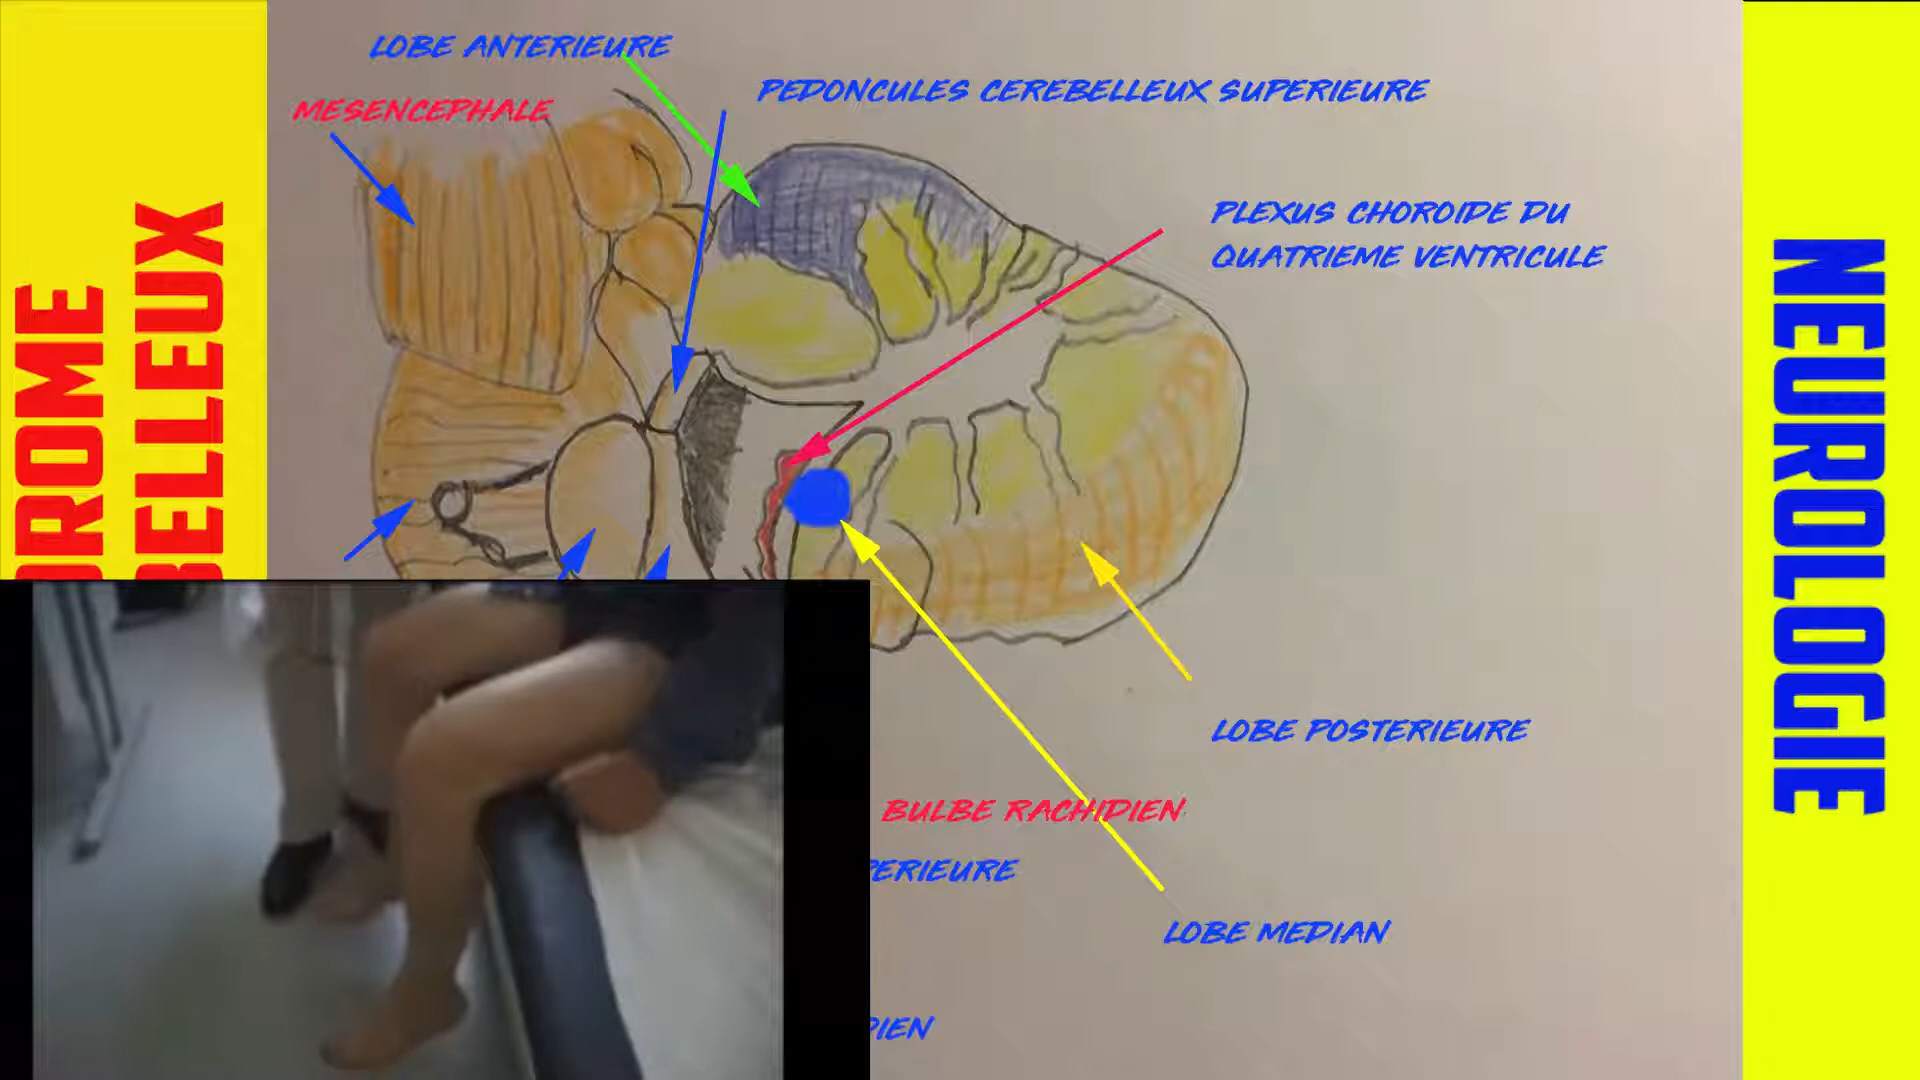 LOBE ANTERIEURE
MESENCEPHALE
PEDONCULES CEREBELLEUX SUPERIEURE
PLEXUS CHOROIDE DU
QUATRIEME VENTRICULE
LOBE POSTERIEURE
BULBE RACHIDIEN
LOBE MEDIAN
NEUROLOGIE